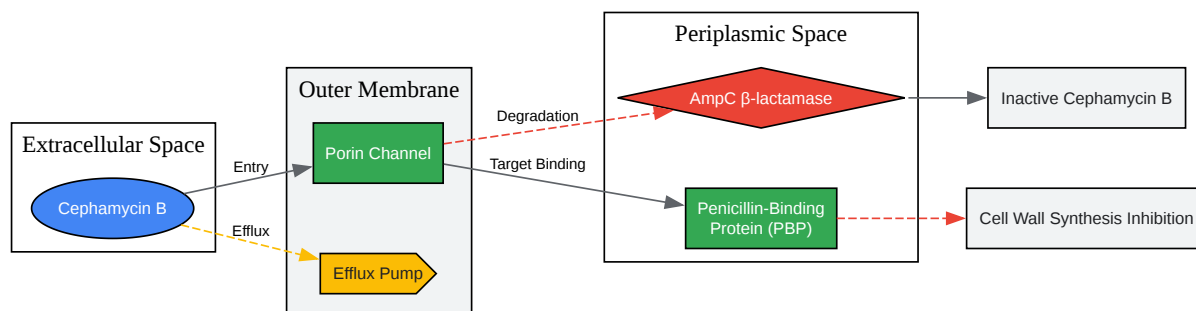 Extracellular Space
Cephamycin B
Entry
Efflux
Outer Membrane
Porin Channel
Efflux Pump
Degradation
Target Binding
Periplasmic Space
AmpC β-lactamase
Penicillin-Binding
Protein (PBP)
Inactive Cephamycin B
Cell Wall Synthesis Inhibition